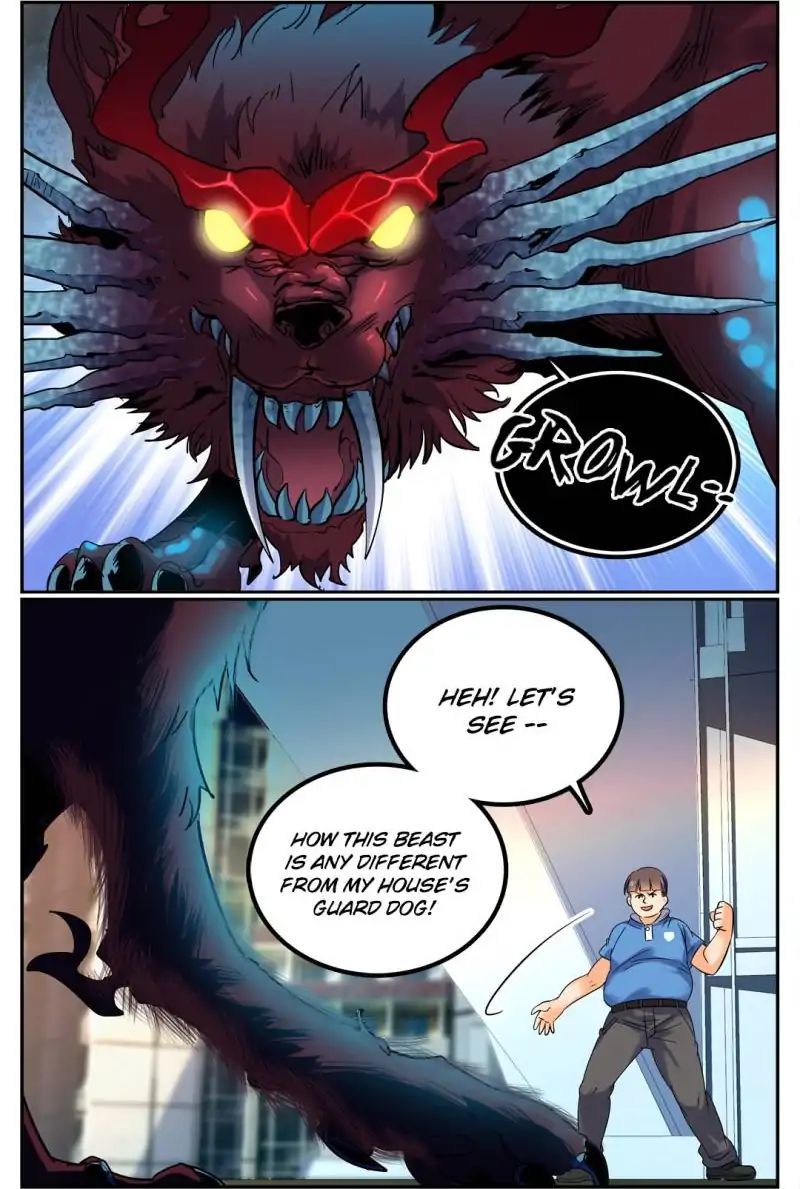 GROWL--
HEH! LET'S
SEE --
HOW THIS BEAST
IS ANY DIFFERENT
FROM MY HOUSE'S
GUARD DOG!